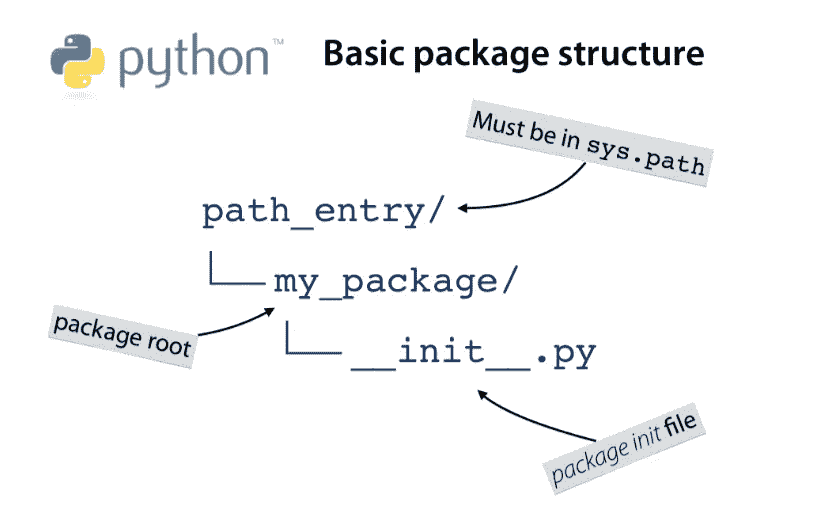 python™
Basic package structure
Must be in sys.path
path_entry/
my_package/
package root
__init__.py
package init file